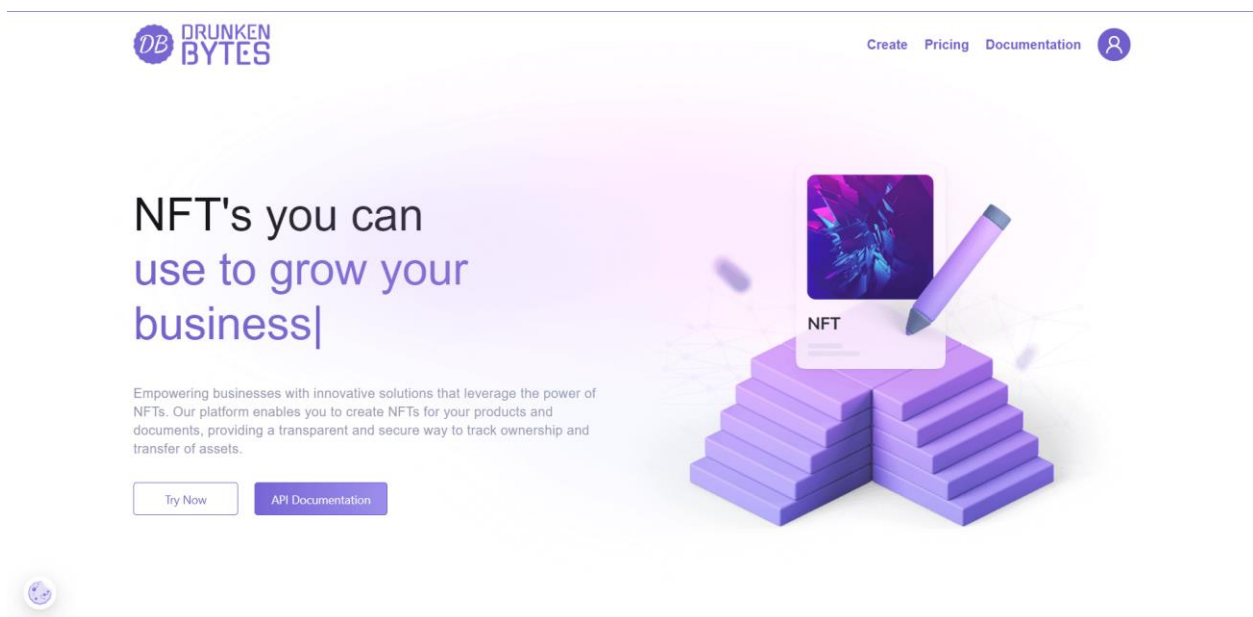 DB DRUNKEN
BYTES
Create Pricing Documentation
NFT's you can
use to grow your
business|
Empowering businesses with innovative solutions that leverage the power of
NFTs. Our platform enables you to create NFTs for your products and
documents, providing a transparent and secure way to track ownership and
transfer of assets.
Try Now API Documentation
NFT